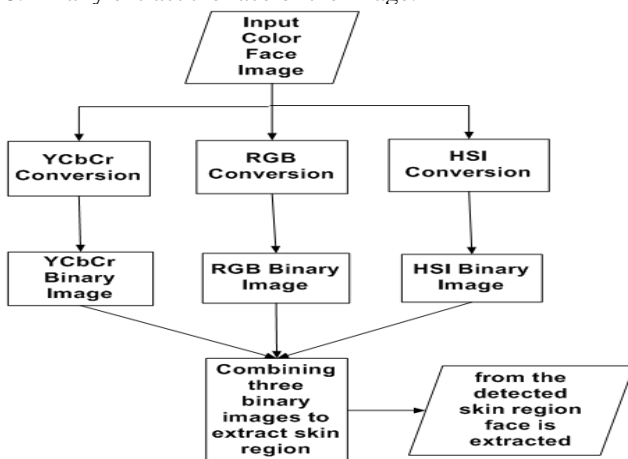 Input
Color
Face
Image
YCbCr
Conversion
RGB
Conversion
HSI
Conversion
YCbCr
Binary
Image
RGB Binary
Image
HSI Binary
Image
Combining
three
binary
images to
extract skin
region
from the
detected
skin region
face is
extracted